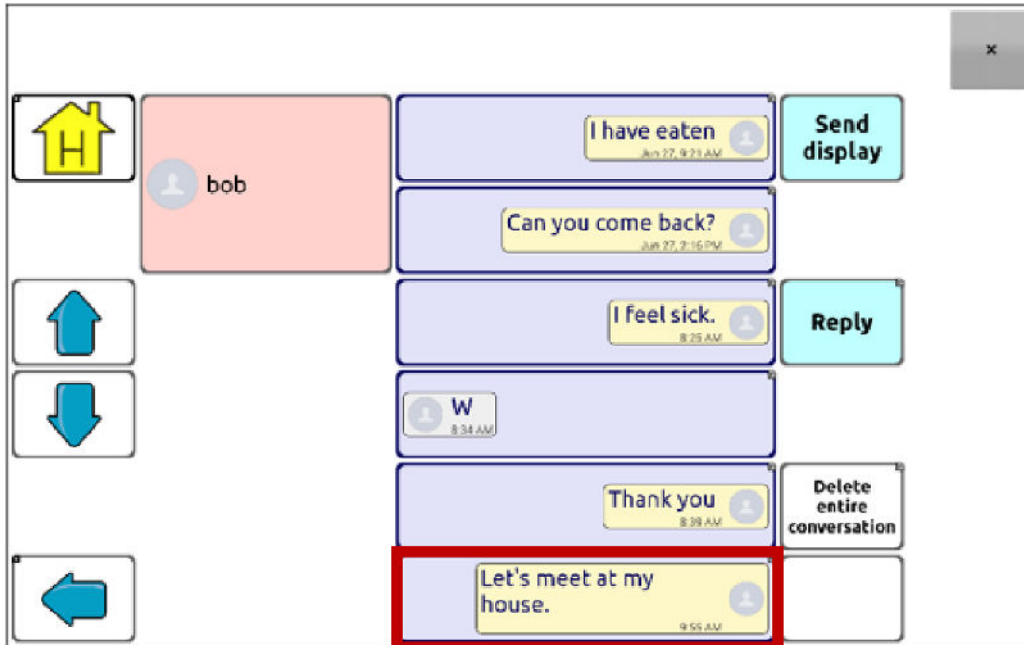 ×
H
bob
I have eaten
Jun 27, 9:21 AM
Send
display
Can you come back?
Jun 27, 2:16 PM
I feel sick.
8:25 AM
Reply
W
8:34 AM
Thank you
8:39 AM
Delete
entire
conversation
Let's meet at my
house.
9:55 AM